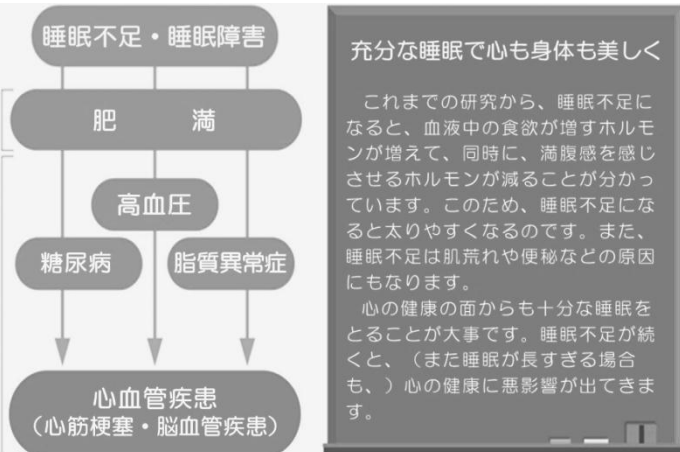 睡眠不足・睡眠障害
肥　　満
高血圧
糖尿病
脂質異常症
心血管疾患
（心筋梗塞・脳血管疾患）
充分な睡眠で心も身体も美しく
これまでの研究から、睡眠不足に
なると、血液中の食欲が増すホルモ
ンが増えて、同時に、満腹感を感じ
させるホルモンが減ることが分かっ
ています。このため、睡眠不足にな
ると太りやすくなるのです。また、
睡眠不足は肌荒れや便秘などの原因
にもなります。
心の健康の面からも十分な睡眠を
とることが大事です。睡眠不足が続
くと、（また睡眠が長すぎる場合
も、）心の健康に悪影響が出てきま
す。